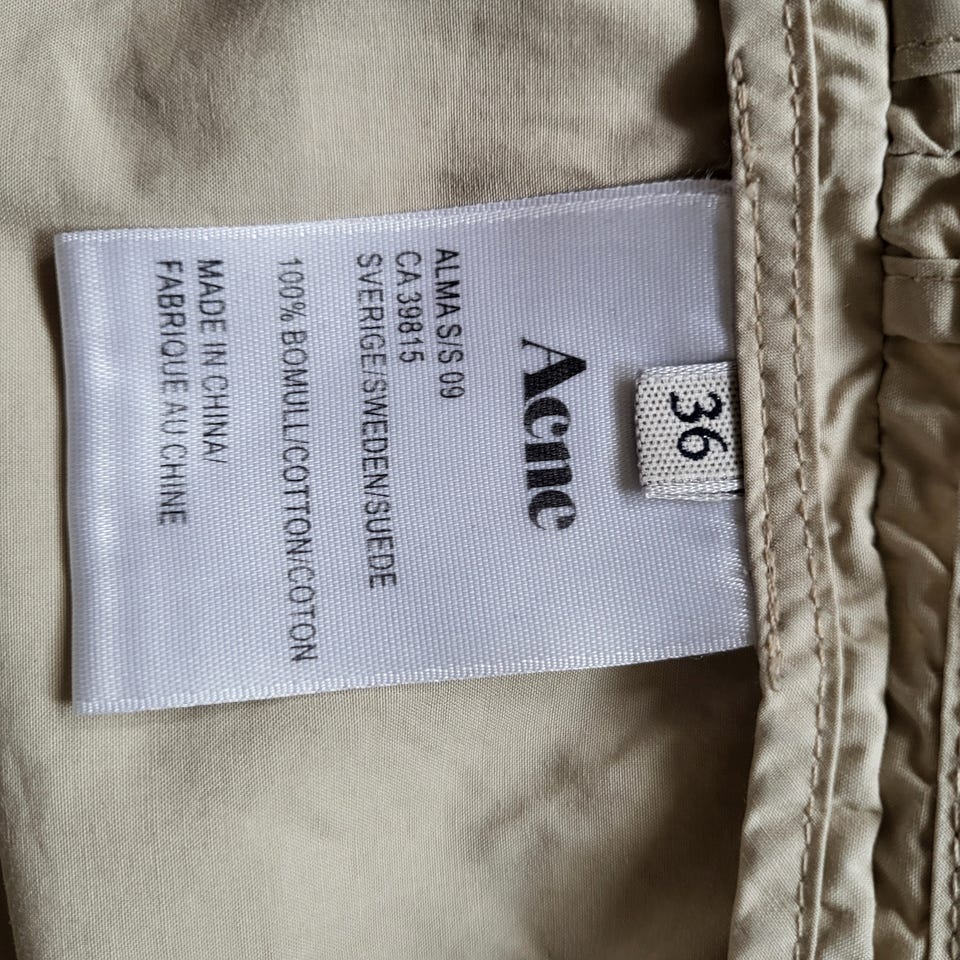 36
Acne
ALMA S/S 09
CA 39815
SVERIGE/SWEDEN/SUEDE
100% BOMULL/COTTON/COTON
MADE IN CHINA/
FABRIQUE AU CHINE